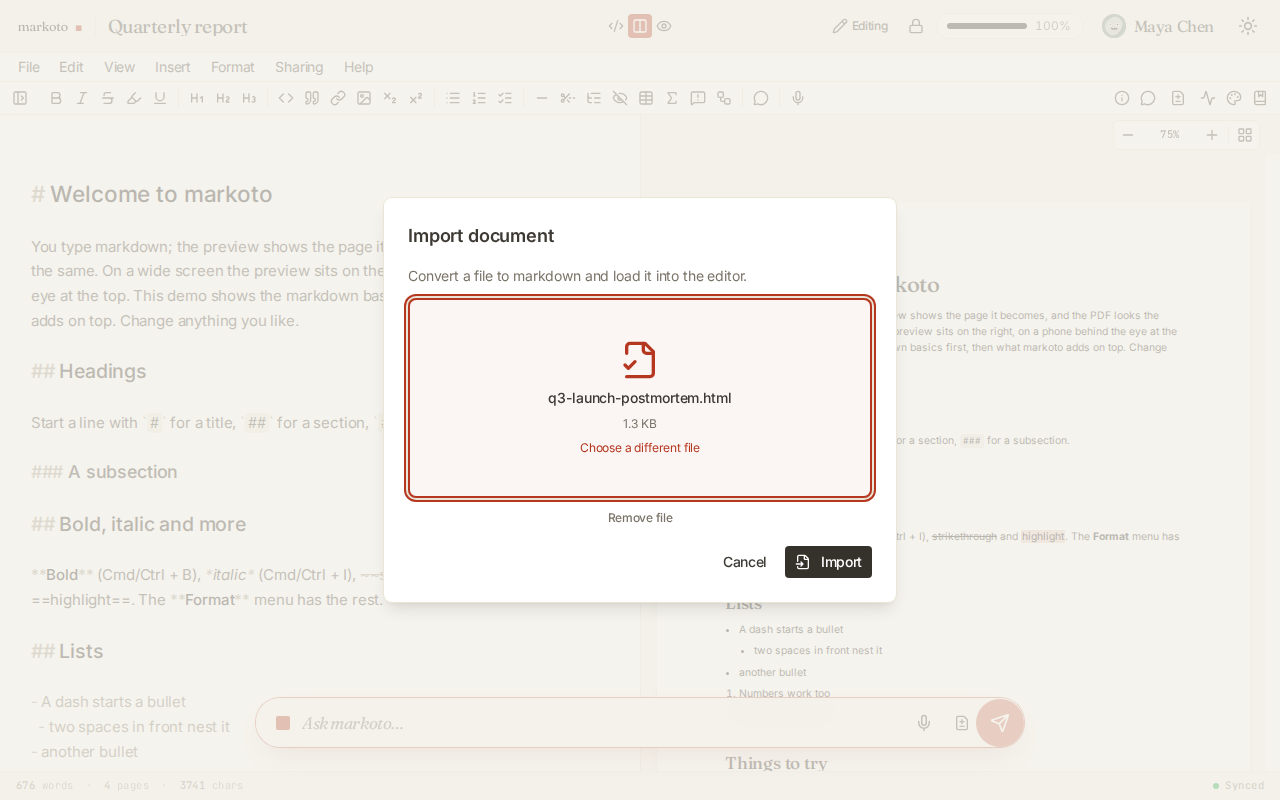 markoto
Quarterly report
Editing
100%
Maya Chen
File Edit View Insert Format Sharing Help
H1 H2 H3
75%
# Welcome to markoto
You type markdown; the preview shows the page it
the same. On a wide screen the preview sits on the
eye at the top. This demo shows the markdown bas
adds on top. Change anything you like.
## Headings
Start a line with `#` for a title, `##` for a section, `
### A subsection
## Bold, italic and more
**Bold** (Cmd/Ctrl + B), *italic* (Cmd/Ctrl + I), ~~s
==highlight==. The **Format** menu has the rest.
## Lists
- A dash starts a bullet
- two spaces in front nest it
- another bullet
Import document
Convert a file to markdown and load it into the editor.
q3-launch-postmortem.html
1.3 KB
Choose a different file
Remove file
Cancel
Import
koto
w shows the page it becomes, and the PDF looks the
review sits on the right, on a phone behind the eye at the
n basics first, then what markoto adds on top. Change
or a section, ### for a subsection.
trl + I), strikethrough and highlight. The Format menu has
Lists
• A dash starts a bullet
• two spaces in front nest it
• another bullet
1. Numbers work too
Things to try
Ask markoto...
676 words · 4 pages · 3741 chars
Synced